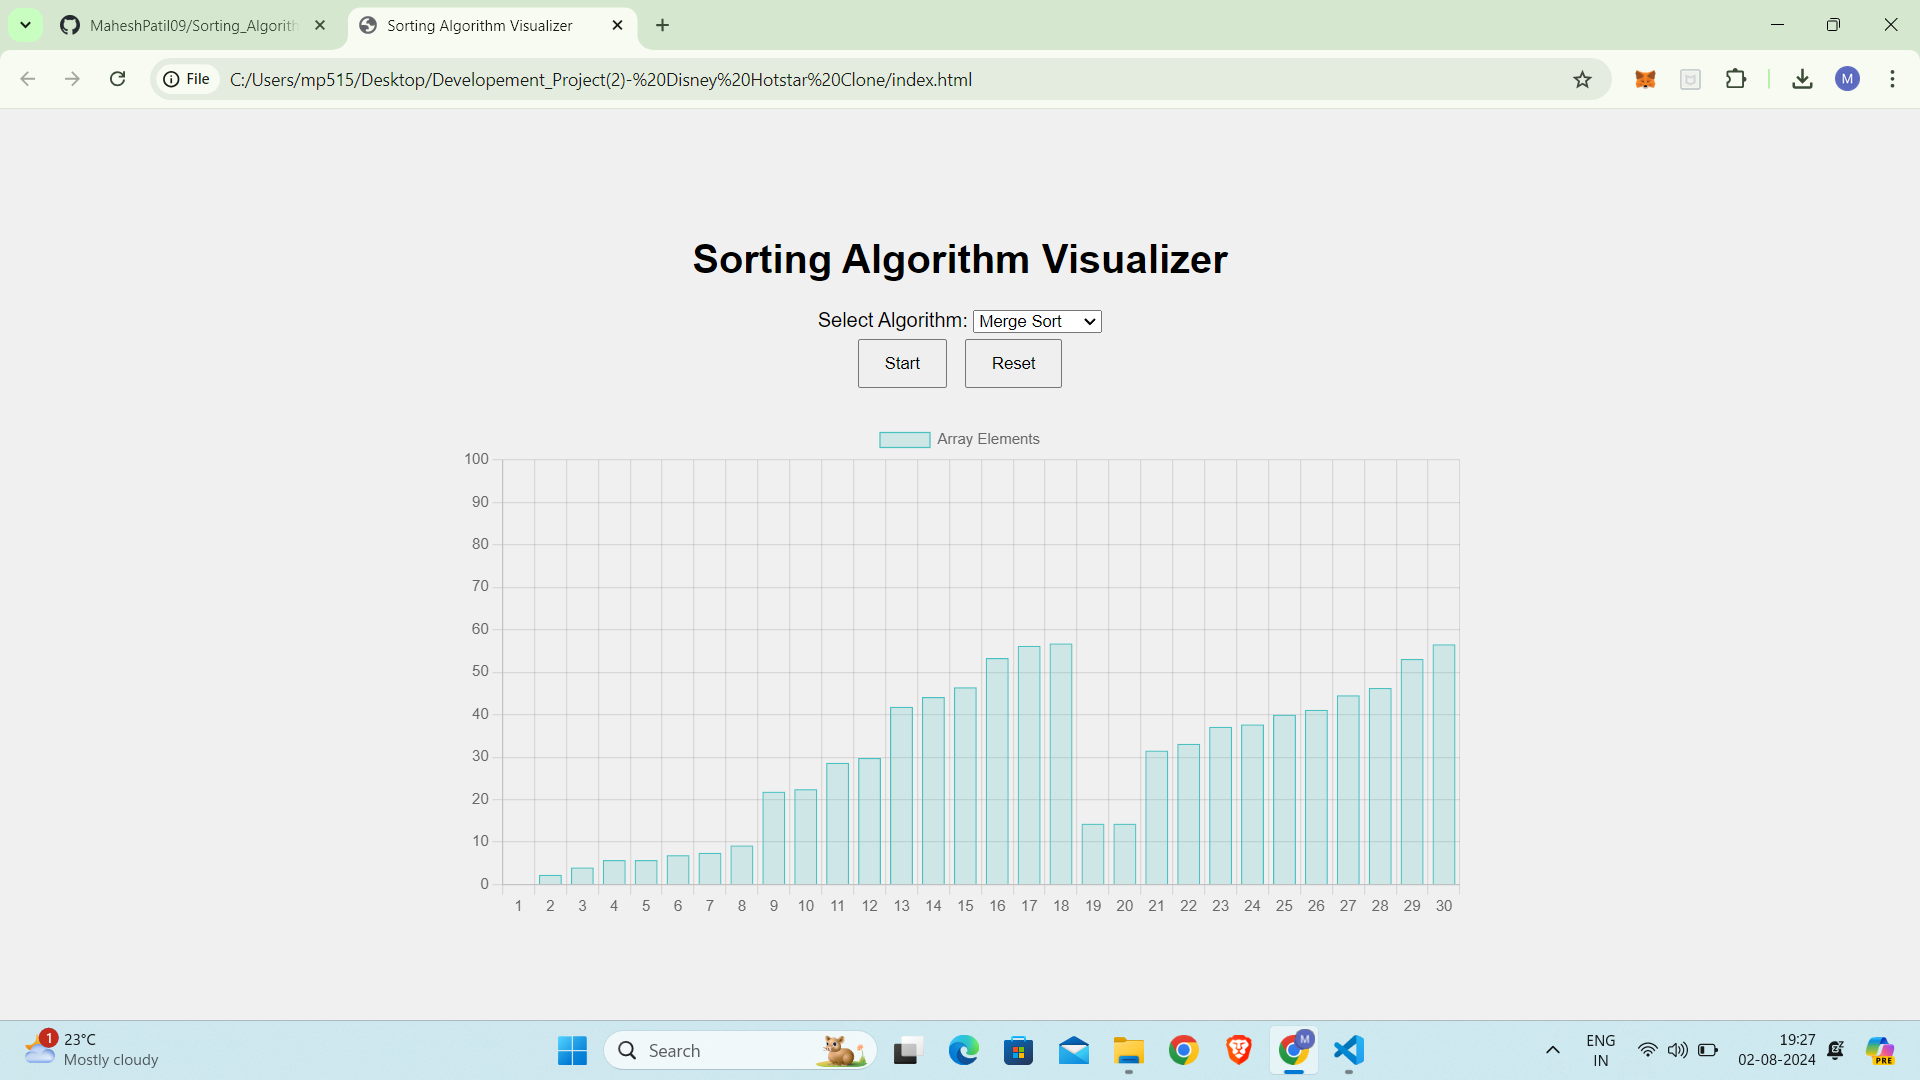 MaheshPatil09/Sorting_Algorith
Sorting Algorithm Visualizer
File
C:/Users/mp515/Desktop/Developement_Project(2)-%20Disney%20Hotstar%20Clone/index.html
M
Sorting Algorithm Visualizer
Select Algorithm: Merge Sort
Start Reset
Array Elements
100
90
80
70
60
50
40
30
20
10
0
1 2 3 4 5 6 7 8 9 10 11 12 13 14 15 16 17 18 19 20 21 22 23 24 25 26 27 28 29 30
1
23°C
Mostly cloudy
Search
M
ENG
IN
19:27
02-08-2024
PRE